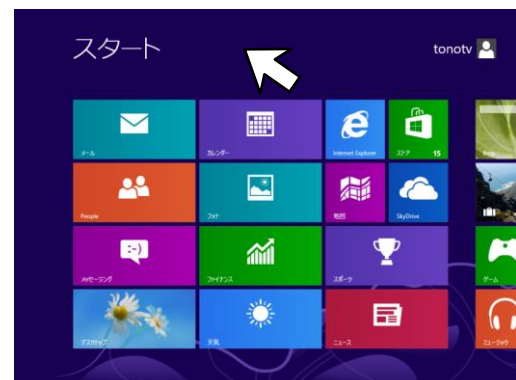 スタート
tonotv
メール
カレンダー
Internet Explorer
ストア 15
People
フォト
地図
SkyDrive
メッセージング
ファイナンス
スポーツ
ゲーム
デスクトップ
天気
ニュース
ミュージック